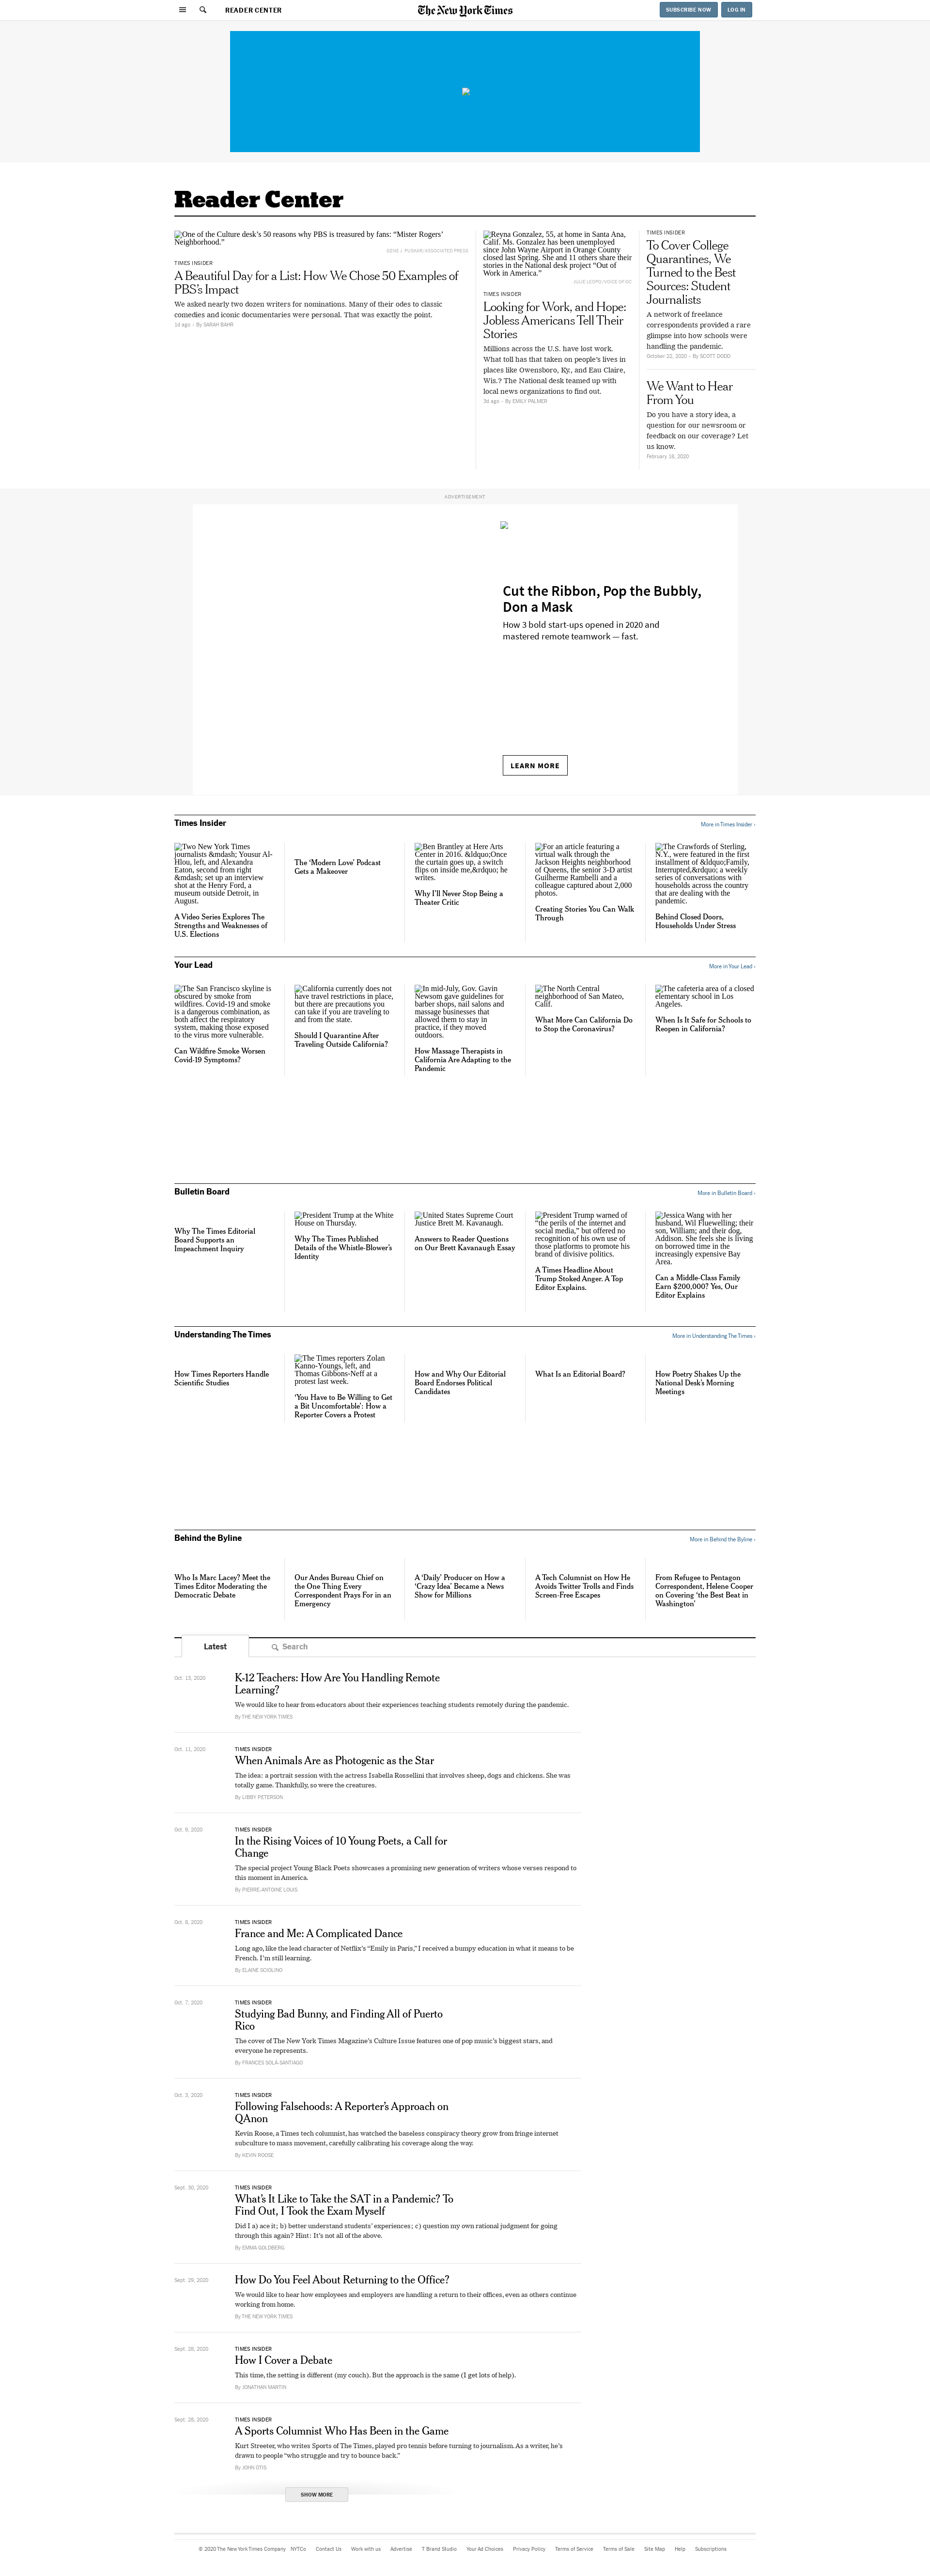 READER CENTER
The New York Times
SUBSCRIBE NOW
LOG IN
Reader Center
One of the Culture desk's 50 reasons why PBS is treasured by fans: “Mister Rogers’
Neighborhood.”
GENE J. PUSKAR/ASSOCIATED PRESS
TIMES INSIDER
A Beautiful Day for a List: How We Chose 50 Examples of
PBS’s Impact
We asked nearly two dozen writers for nominations. Many of their odes to classic
comedies and iconic documentaries were personal. That was exactly the point.
1d ago - By SARAH BAHR
Reyna Gonzalez, 55, at home in Santa Ana,
Calif. Ms. Gonzalez has been unemployed
since John Wayne Airport in Orange County
closed last Spring. She and 11 others share their
stories in the National desk project “Out of
Work in America.”
JULIE LEOPO/VOICE OF OC
TIMES INSIDER
Looking for Work, and Hope:
Jobless Americans Tell Their
Stories
Millions across the U.S. have lost work.
What toll has that taken on people’s lives in
places like Owensboro, Ky., and Eau Claire,
Wis.? The National desk teamed up with
local news organizations to find out.
3d ago - By EMILY PALMER
TIMES INSIDER
To Cover College
Quarantines, We
Turned to the Best
Sources: Student
Journalists
A network of freelance
correspondents provided a rare
glimpse into how schools were
handling the pandemic.
October 22, 2020 - By SCOTT DODD
We Want to Hear
From You
Do you have a story idea, a
question for our newsroom or
feedback on our coverage? Let
us know.
February 18, 2020
ADVERTISEMENT
Cut the Ribbon, Pop the Bubbly,
Don a Mask
How 3 bold start-ups opened in 2020 and
mastered remote teamwork — fast.
LEARN MORE
Times Insider
More in Times Insider ›
Two New York Times
journalists &mdash; Yousur Al-
Hlou, left, and Alexandra
Eaton, second from right
&mdash; set up an interview
shot at the Henry Ford, a
museum outside Detroit, in
August.
A Video Series Explores The
Strengths and Weaknesses of
U.S. Elections
The ‘Modern Love’ Podcast
Gets a Makeover
Ben Brantley at Here Arts
Center in 2016. &ldquo;Once
the curtain goes up, a switch
flips on inside me,&rdquo; he
writes.
Why I’ll Never Stop Being a
Theater Critic
For an article featuring a
virtual walk through the
Jackson Heights neighborhood
of Queens, the senior 3-D artist
Guilherme Rambelli and a
colleague captured about 2,000
photos.
Creating Stories You Can Walk
Through
The Crawfords of Sterling,
N.Y., were featured in the first
installment of &ldquo;Family,
Interrupted,&rdquo; a weekly
series of conversations with
households across the country
that are dealing with the
pandemic.
Behind Closed Doors,
Households Under Stress
Your Lead
More in Your Lead ›
The San Francisco skyline is
obscured by smoke from
wildfires. Covid-19 and smoke
is a dangerous combination, as
both affect the respiratory
system, making those exposed
to the virus more vulnerable.
Can Wildfire Smoke Worsen
Covid-19 Symptoms?
California currently does not
have travel restrictions in place,
but there are precautions you
can take if you are traveling to
and from the state.
Should I Quarantine After
Traveling Outside California?
In mid-July, Gov. Gavin
Newsom gave guidelines for
barber shops, nail salons and
massage businesses that
allowed them to stay in
practice, if they moved
outdoors.
How Massage Therapists in
California Are Adapting to the
Pandemic
The North Central
neighborhood of San Mateo,
Calif.
What More Can California Do
to Stop the Coronavirus?
The cafeteria area of a closed
elementary school in Los
Angeles.
When Is It Safe for Schools to
Reopen in California?
Bulletin Board
More in Bulletin Board ›
Why The Times Editorial
Board Supports an
Impeachment Inquiry
President Trump at the White
House on Thursday.
Why The Times Published
Details of the Whistle-Blower’s
Identity
United States Supreme Court
Justice Brett M. Kavanaugh.
Answers to Reader Questions
on Our Brett Kavanaugh Essay
President Trump warned of
“the perils of the internet and
social media,” but offered no
recognition of his own use of
those platforms to promote his
brand of divisive politics.
A Times Headline About
Trump Stoked Anger. A Top
Editor Explains.
Jessica Wang with her
husband, Wil Fluewelling; their
son, William; and their dog,
Addison. She feels she is living
on borrowed time in the
increasingly expensive Bay
Area.
Can a Middle-Class Family
Earn $200,000? Yes, Our
Editor Explains
Understanding The Times
More in Understanding The Times ›
How Times Reporters Handle
Scientific Studies
The Times reporters Zolan
Kanno-Youngs, left, and
Thomas Gibbons-Neff at a
protest last week.
‘You Have to Be Willing to Get
a Bit Uncomfortable’: How a
Reporter Covers a Protest
How and Why Our Editorial
Board Endorses Political
Candidates
What Is an Editorial Board?
How Poetry Shakes Up the
National Desk’s Morning
Meetings
Behind the Byline
More in Behind the Byline ›
Who Is Marc Lacey? Meet the
Times Editor Moderating the
Democratic Debate
Our Andes Bureau Chief on
the One Thing Every
Correspondent Prays For in an
Emergency
A ‘Daily’ Producer on How a
‘Crazy Idea’ Became a News
Show for Millions
A Tech Columnist on How He
Avoids Twitter Trolls and Finds
Screen-Free Escapes
From Refugee to Pentagon
Correspondent, Helene Cooper
on Covering ‘the Best Beat in
Washington’
Latest
Search
Oct. 13, 2020
K-12 Teachers: How Are You Handling Remote
Learning?
We would like to hear from educators about their experiences teaching students remotely during the pandemic.
By THE NEW YORK TIMES
Oct. 11, 2020
TIMES INSIDER
When Animals Are as Photogenic as the Star
The idea: a portrait session with the actress Isabella Rossellini that involves sheep, dogs and chickens. She was
totally game. Thankfully, so were the creatures.
By LIBBY PETERSON
Oct. 9, 2020
TIMES INSIDER
In the Rising Voices of 10 Young Poets, a Call for
Change
The special project Young Black Poets showcases a promising new generation of writers whose verses respond to
this moment in America.
By PIERRE-ANTOINE LOUIS
Oct. 8, 2020
TIMES INSIDER
France and Me: A Complicated Dance
Long ago, like the lead character of Netflix’s “Emily in Paris,” I received a bumpy education in what it means to be
French. I’m still learning.
By ELAINE SCIOLINO
Oct. 7, 2020
TIMES INSIDER
Studying Bad Bunny, and Finding All of Puerto
Rico
The cover of The New York Times Magazine’s Culture Issue features one of pop music’s biggest stars, and
everyone he represents.
By FRANCES SOLÁ-SANTIAGO
Oct. 3, 2020
TIMES INSIDER
Following Falsehoods: A Reporter’s Approach on
QAnon
Kevin Roose, a Times tech columnist, has watched the baseless conspiracy theory grow from fringe internet
subculture to mass movement, carefully calibrating his coverage along the way.
By KEVIN ROOSE
Sept. 30, 2020
TIMES INSIDER
What’s It Like to Take the SAT in a Pandemic? To
Find Out, I Took the Exam Myself
Did I a) ace it; b) better understand students’ experiences; c) question my own rational judgment for going
through this again? Hint: It’s not all of the above.
By EMMA GOLDBERG
Sept. 29, 2020
How Do You Feel About Returning to the Office?
We would like to hear how employees and employers are handling a return to their offices, even as others continue
working from home.
By THE NEW YORK TIMES
Sept. 28, 2020
TIMES INSIDER
How I Cover a Debate
This time, the setting is different (my couch). But the approach is the same (I get lots of help).
By JONATHAN MARTIN
Sept. 28, 2020
TIMES INSIDER
A Sports Columnist Who Has Been in the Game
Kurt Streeter, who writes Sports of The Times, played pro tennis before turning to journalism. As a writer, he’s
drawn to people “who struggle and try to bounce back.”
By JOHN OTIS
SHOW MORE
© 2020 The New York Times Company NYTCo Contact Us Work with us Advertise T Brand Studio Your Ad Choices Privacy Policy Terms of Service Terms of Sale Site Map Help Subscriptions